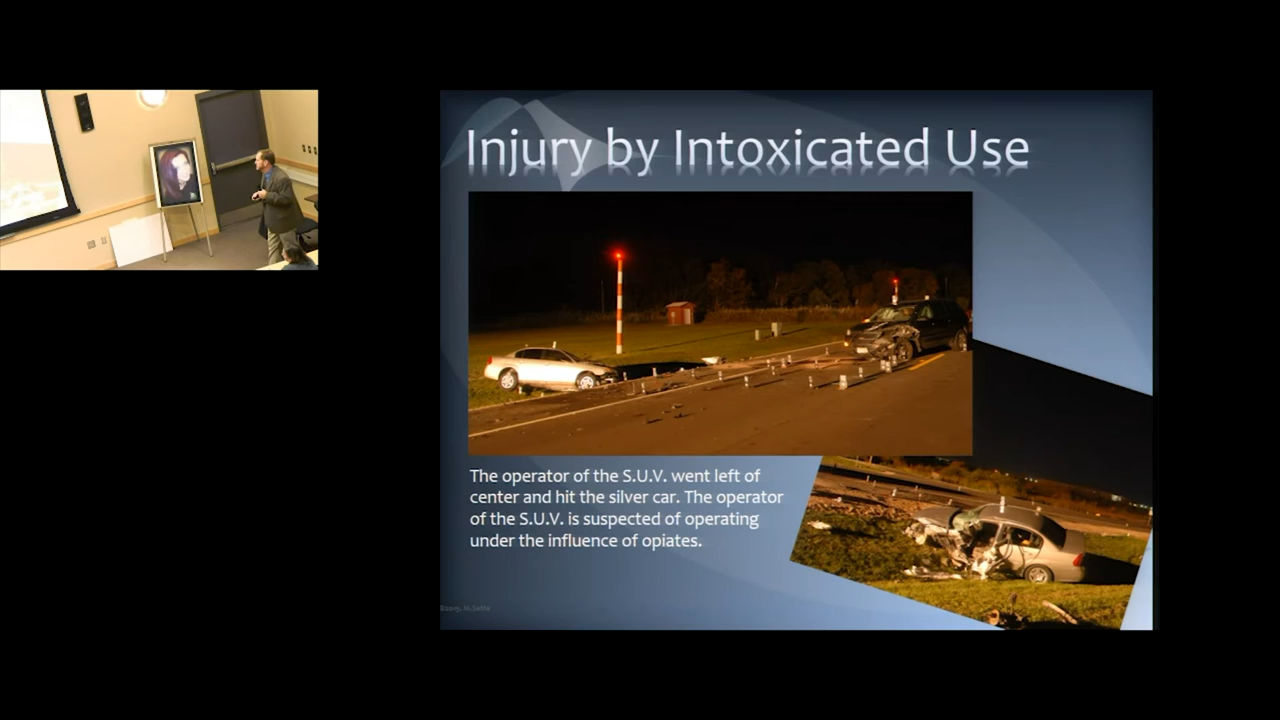 Injury by Intoxicated Use
The operator of the S.U.V. went left of
center and hit the silver car. The operator
of the S.U.V. is suspected of operating
under the influence of opiates.